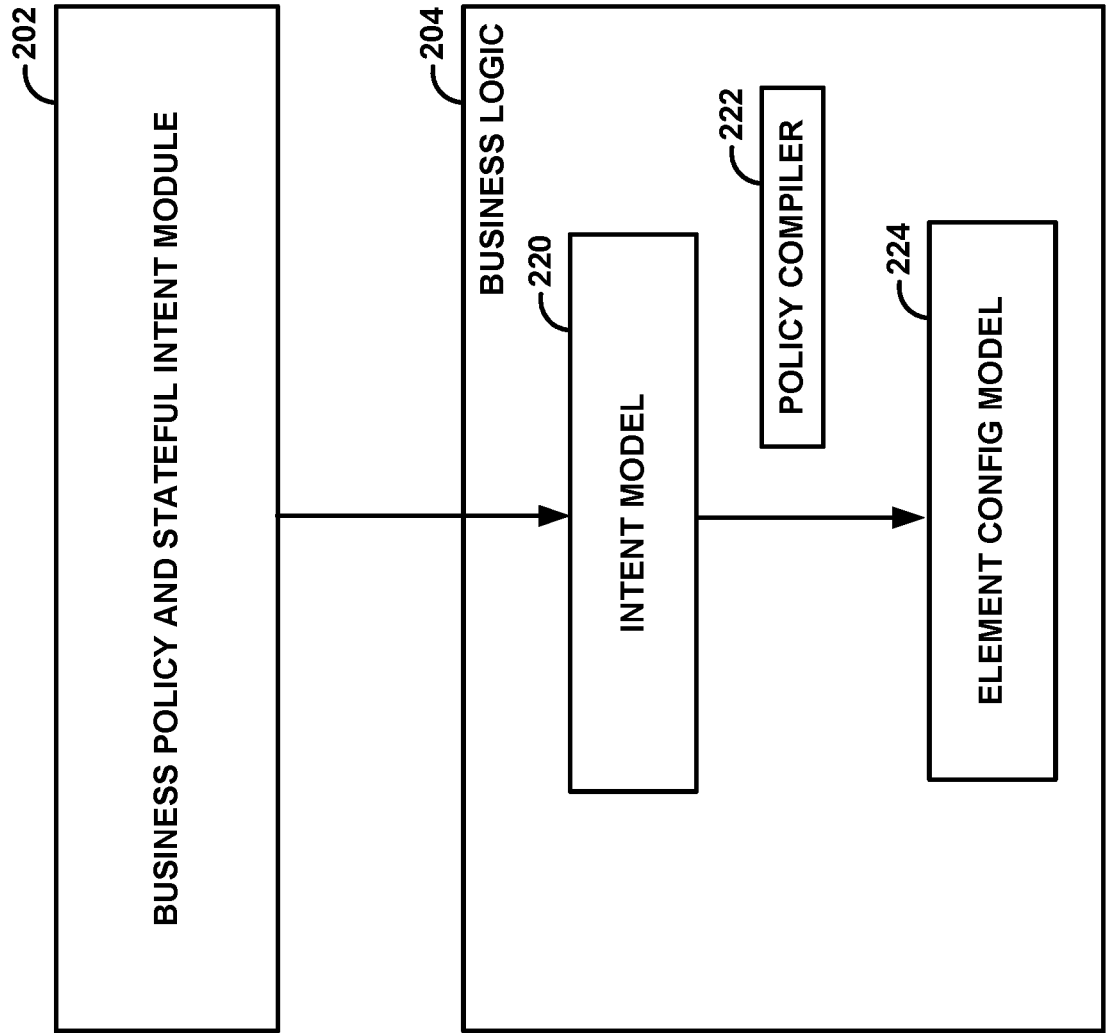 202
BUSINESS POLICY AND STATEFUL INTENT MODULE
204
BUSINESS LOGIC
220
INTENT MODEL
222
POLICY COMPILER
224
ELEMENT CONFIG MODEL